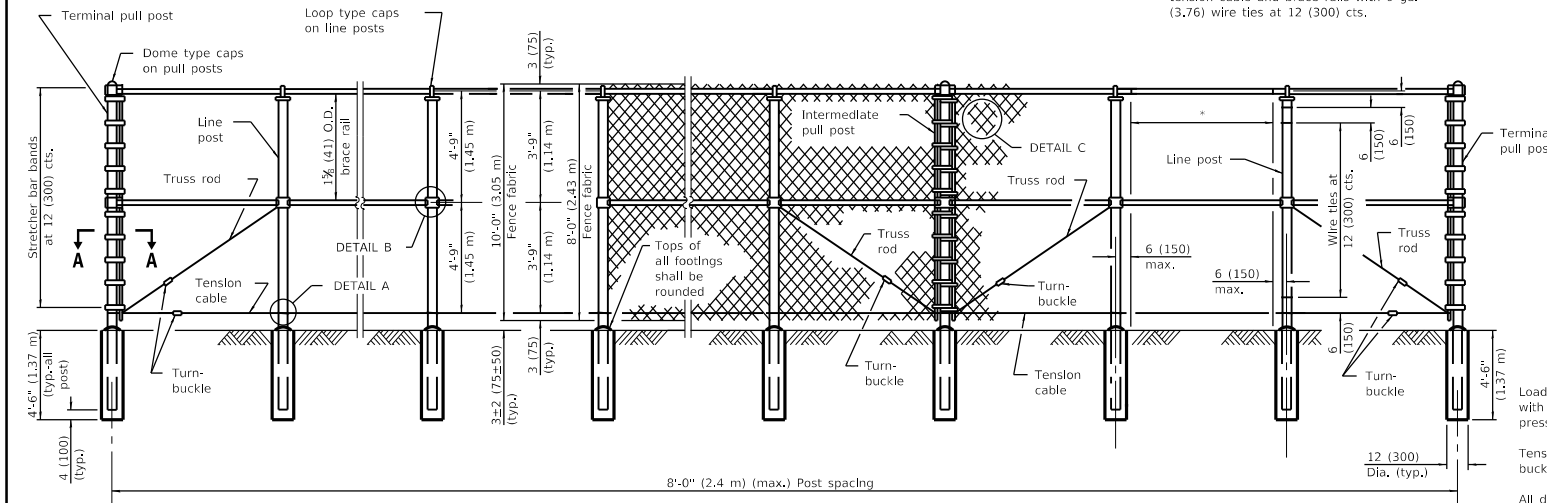 tension cable and brace rails with 9 ga.
(3.76) wire ties at 12 (300) cts.
Terminal pull post
Loop type caps
on line posts
Dome type caps
on pull posts
3 (75)
(typ.)
Stretcher bar bands
at 12 (300) cts.
Line
post
1⅝ (41) O.D.
brace rail
4'-9"
(1.45 m)
10'-0" (3.05 m)
Fence fabric
3'-9"
(1.14 m)
8'-0" (2.43 m)
Fence fabric
Intermediate
pull post
DETAIL C
*
6
(150)
6
(150)
Terminal
pull post
Line post
Truss rod
Truss rod
Wire ties at
12 (300) cts.
A
A
DETAIL B
4'-9"
(1.45 m)
3'-9"
(1.14 m)
Tops of
all footings
shall be
rounded
Truss
rod
6 (150)
max.
Truss
rod
Tension
cable
DETAIL A
Turn-
buckle
6 (150)
max.
6
(150)
4'-6" (1.37 m)
(typ.-all
post)
Turn-
buckle
3±2 (75±50)
(typ.)
3 (75)
(typ.)
Turn-
buckle
Tension
cable
Turn-
buckle
4'-6"
(1.37 m)
4 (100)
(typ.)
12 (300)
Dia. (typ.)
8'-0" (2.4 m) (max.) Post spacing
Load
with
press
Tens
buck
All d